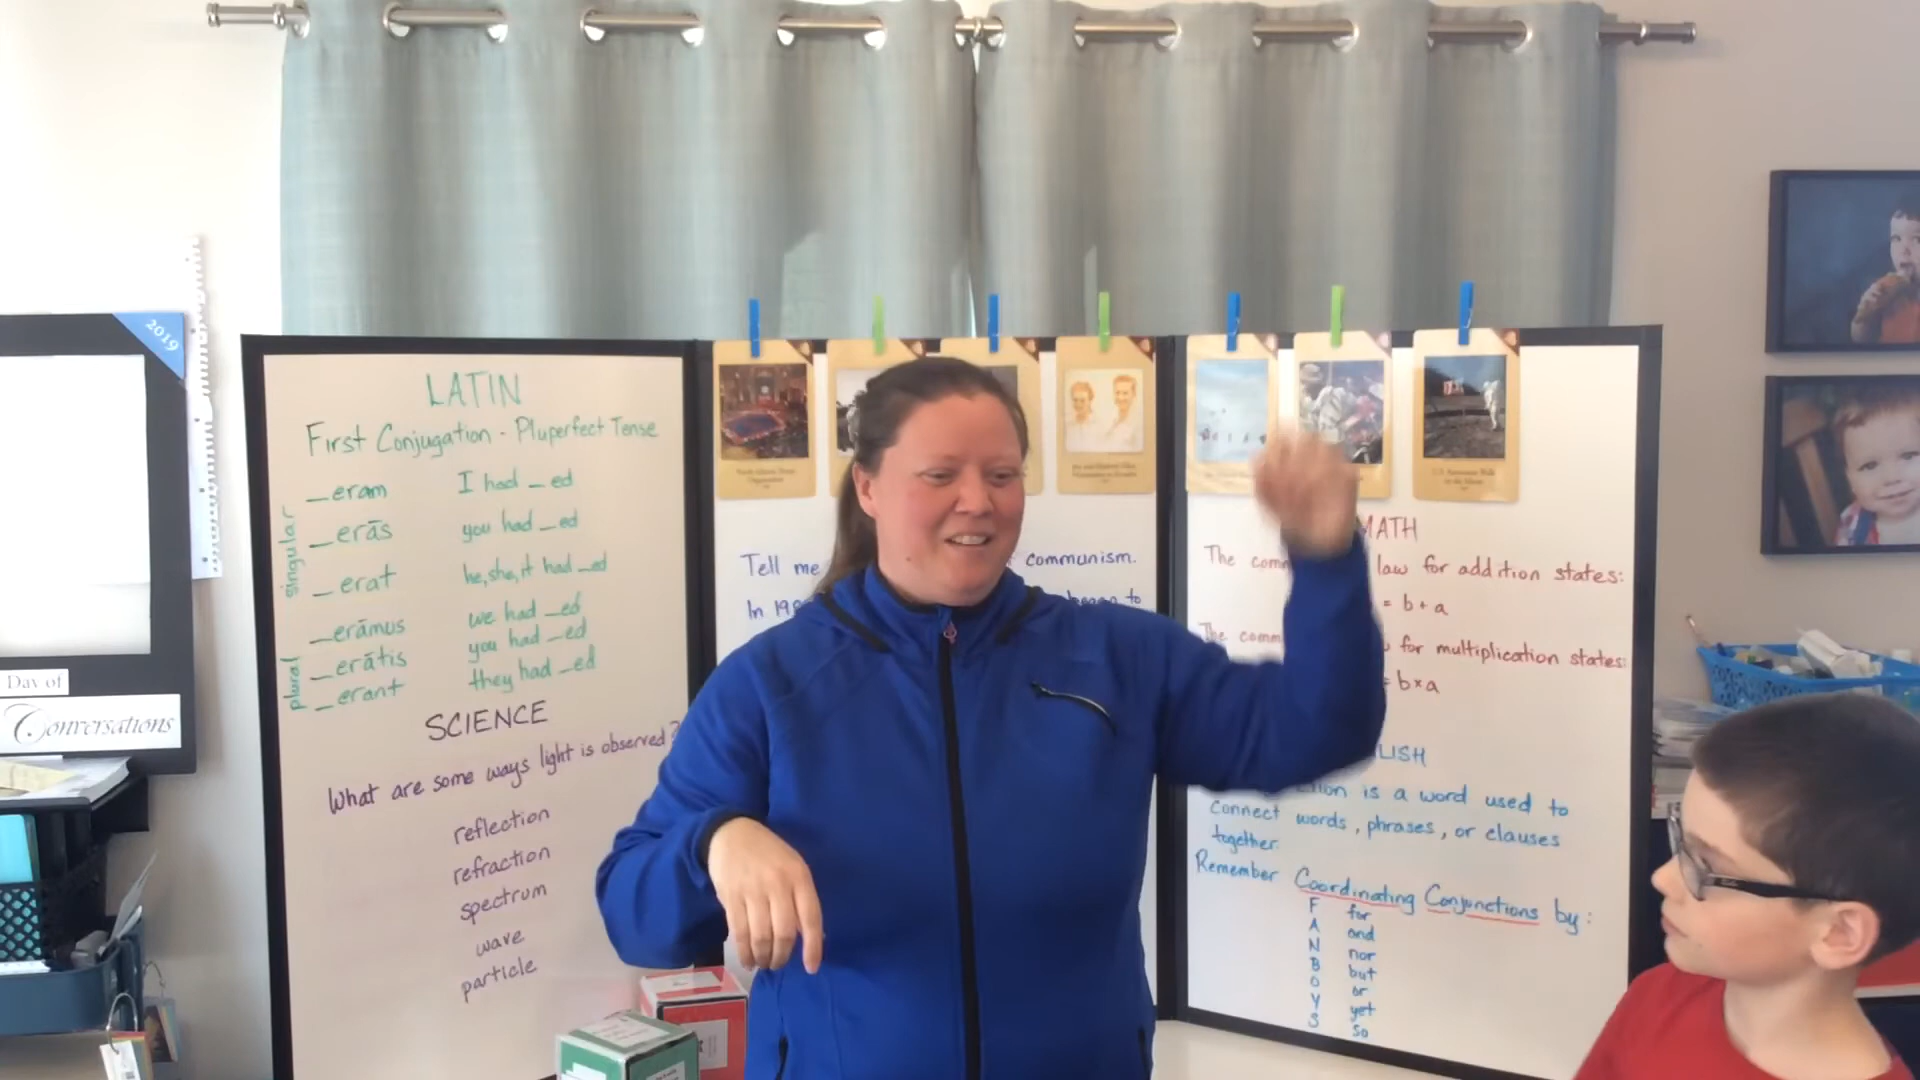 2019
Day of
Conversations
LATIN
First Conjugation - Pluperfect Tense
singular
_eram I had _ed
_erās you had _ed
_erat he, she, it had _ed
plural
_erāmus we had _ed
_erātis you had _ed
_erant they had _ed
SCIENCE
What are some ways light is observed?
reflection
refraction
spectrum
wave
particle
Tell me communism.
In 19 began to
MATH
The law for addition states:
= b + a
The for multiplication states:
= b x a
is a word used to
connect words, phrases, or clauses
together.
Remember Coordinating Conjunctions by:
F for
A and
N nor
B but
O or
Y yet
S so